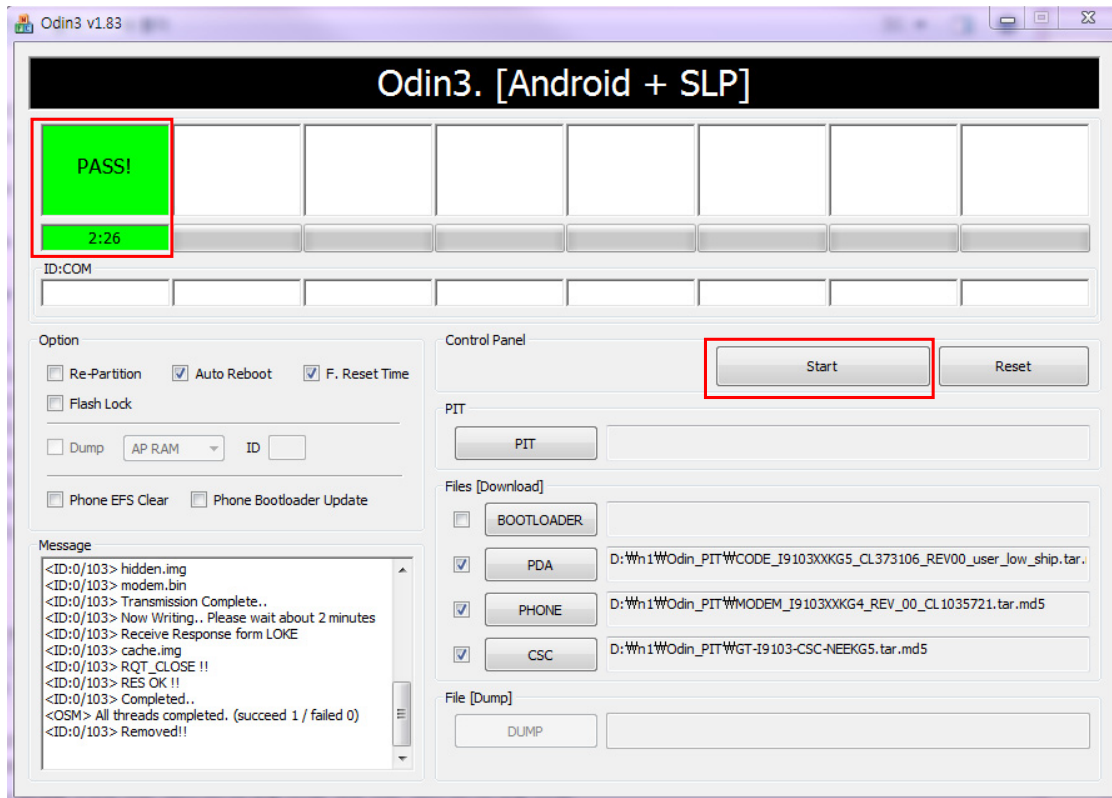 Odin3 v1.83
Odin3. [Android + SLP]
PASS!
2:26
ID:COM
Option
Re-Partition Auto Reboot F. Reset Time
Flash Lock
Dump AP RAM ID
Phone EFS Clear Phone Bootloader Update
Message
<ID:0/103> hidden.img
<ID:0/103> modem.bin
<ID:0/103> Transmission Complete..
<ID:0/103> Now Writing.. Please wait about 2 minutes
<ID:0/103> Receive Response form LOKE
<ID:0/103> cache.img
<ID:0/103> RQT_CLOSE !!
<ID:0/103> RES OK !!
<ID:0/103> Completed..
<OSM> All threads completed. (succeed 1 / failed 0)
<ID:0/103> Removed!!
Control Panel
Start Reset
PIT
PIT
Files [Download]
BOOTLOADER
PDA D:₩n1₩Odin_PIT₩CODE_I9103XXKG5_CL373106_REV00_user_low_ship.tar.
PHONE D:₩n1₩Odin_PIT₩MODEM_I9103XXKG4_REV_00_CL1035721.tar.md5
CSC D:₩n1₩Odin_PIT₩GT-I9103-CSC-NEEKG5.tar.md5
File [Dump]
DUMP